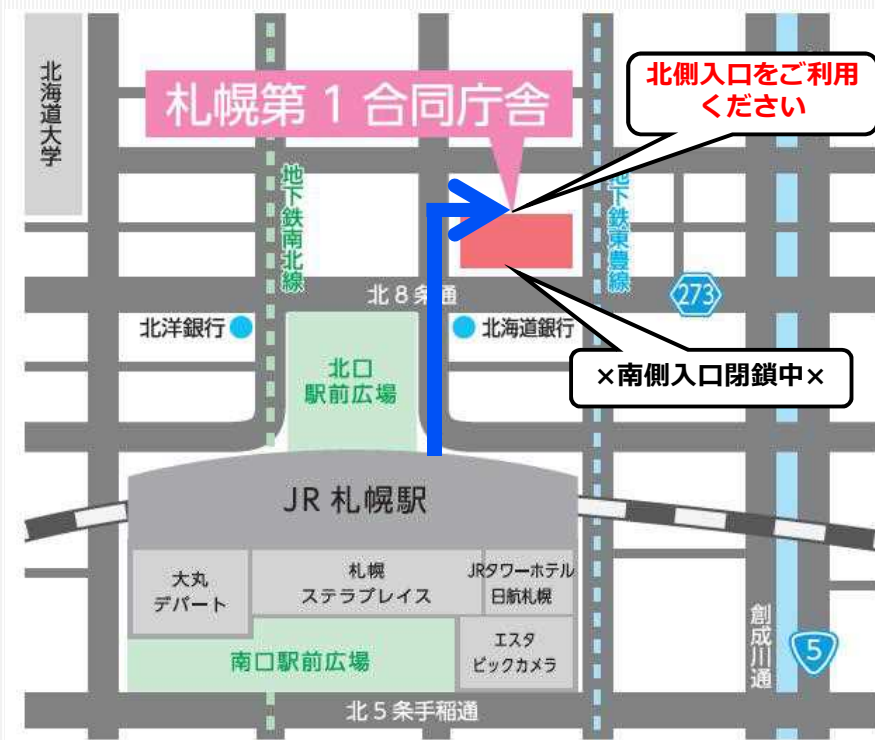 北海道大学
札幌第1合同庁舎
北側入口をご利用
ください
地下鉄南北線
地下鉄東豊線
北8条通
273
北洋銀行
北海道銀行
×南側入口閉鎖中×
北口
駅前広場
JR 札幌駅
大丸
デパート
札幌
ステラプレイス
JRタワーホテル
日航札幌
エスタ
ビックカメラ
南口駅前広場
創成川通
5
北5条手稲通